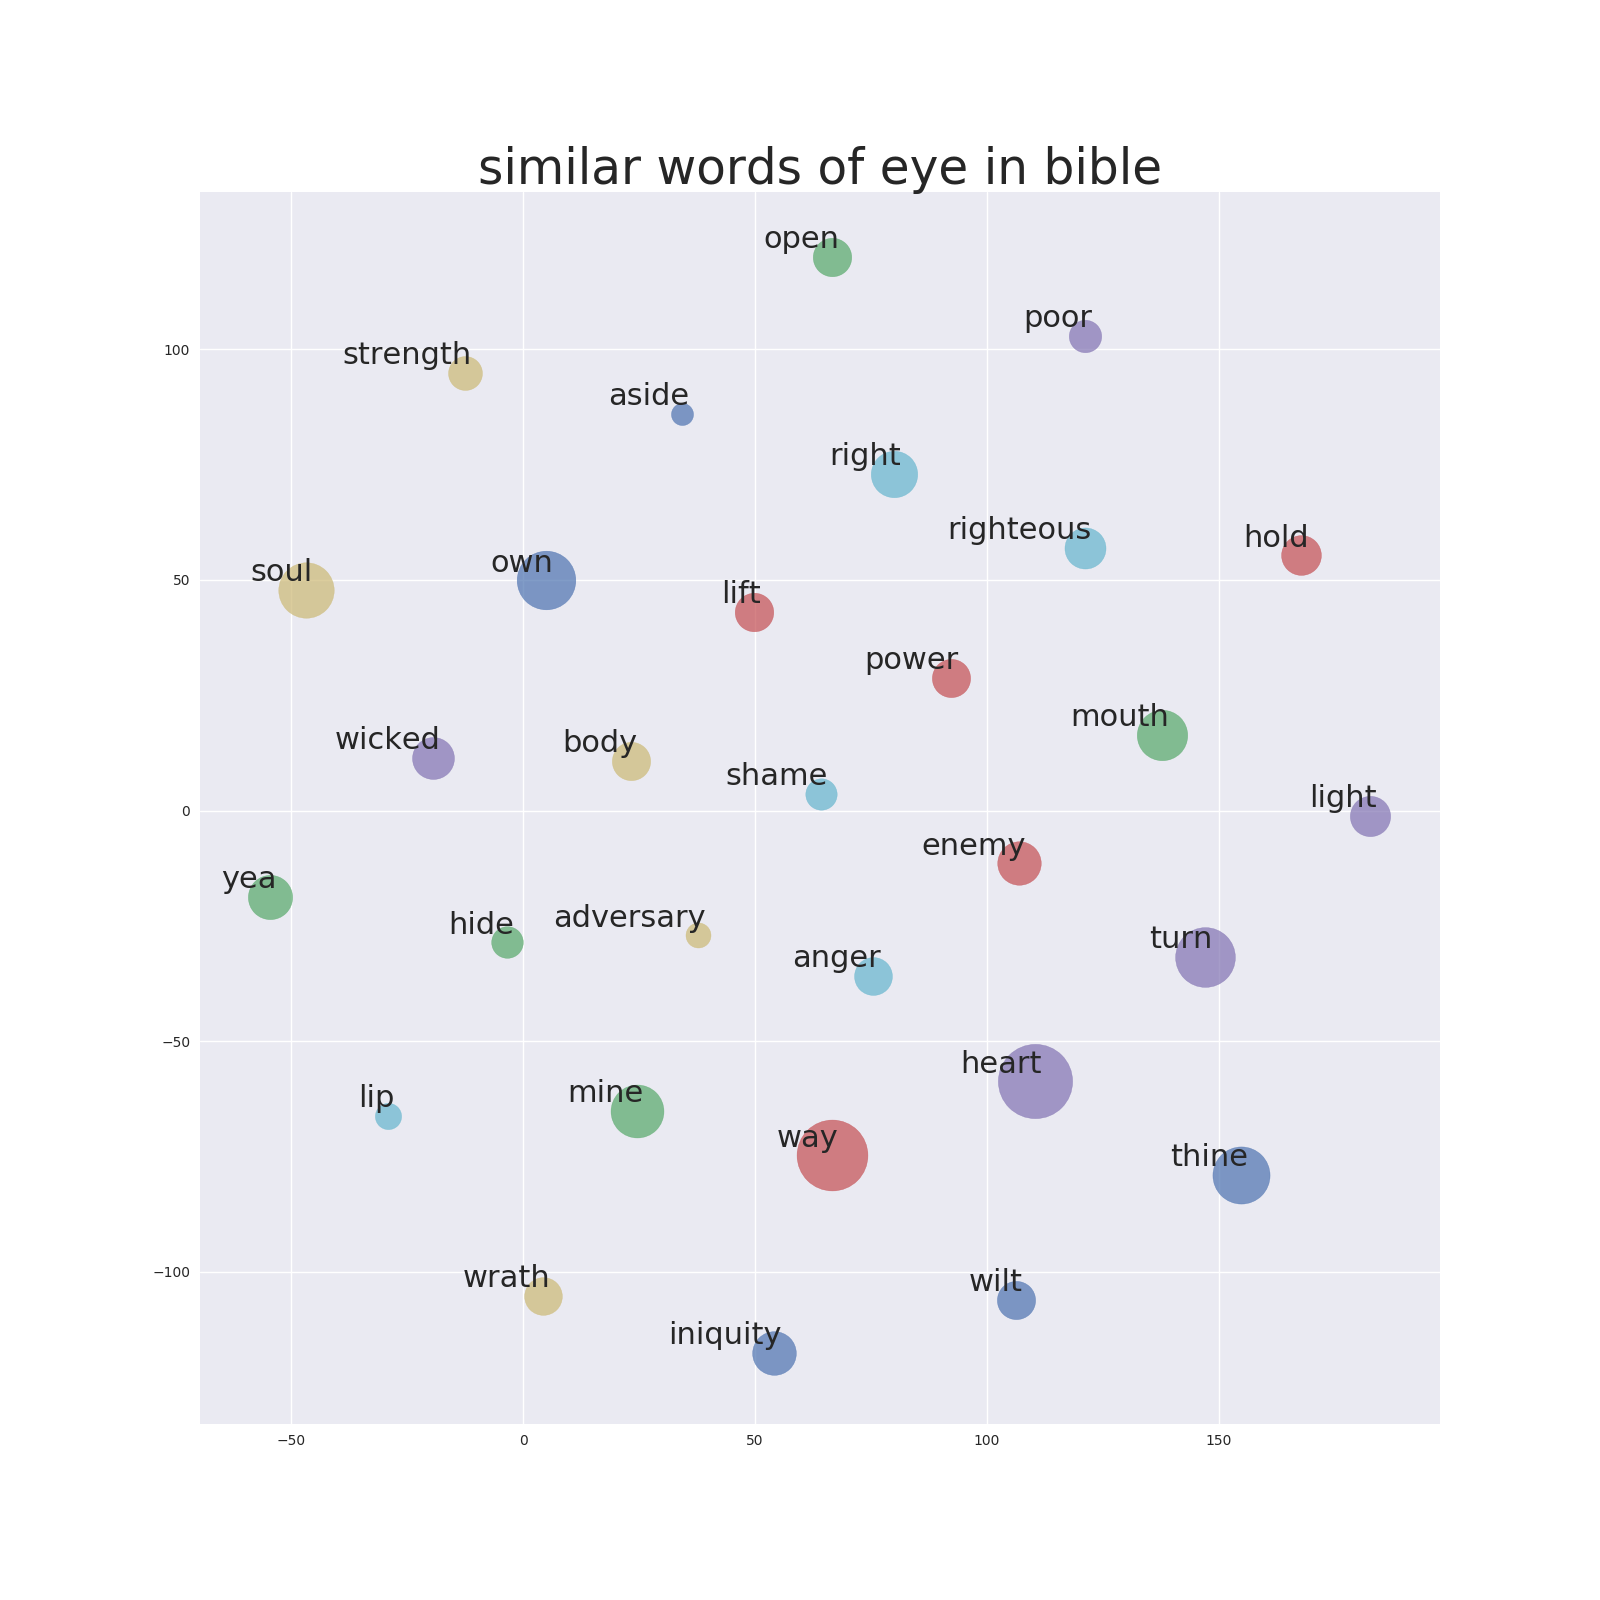 similar words of eye in bible
open
poor
100
strength
aside
right
righteous
hold
own
soul
50
lift
power
mouth
wicked
body
shame
light
0
enemy
yea
adversary
hide
turn
anger
−50
heart
mine
lip
way
thine
−100
wrath
wilt
iniquity
−50 0 50 100 150